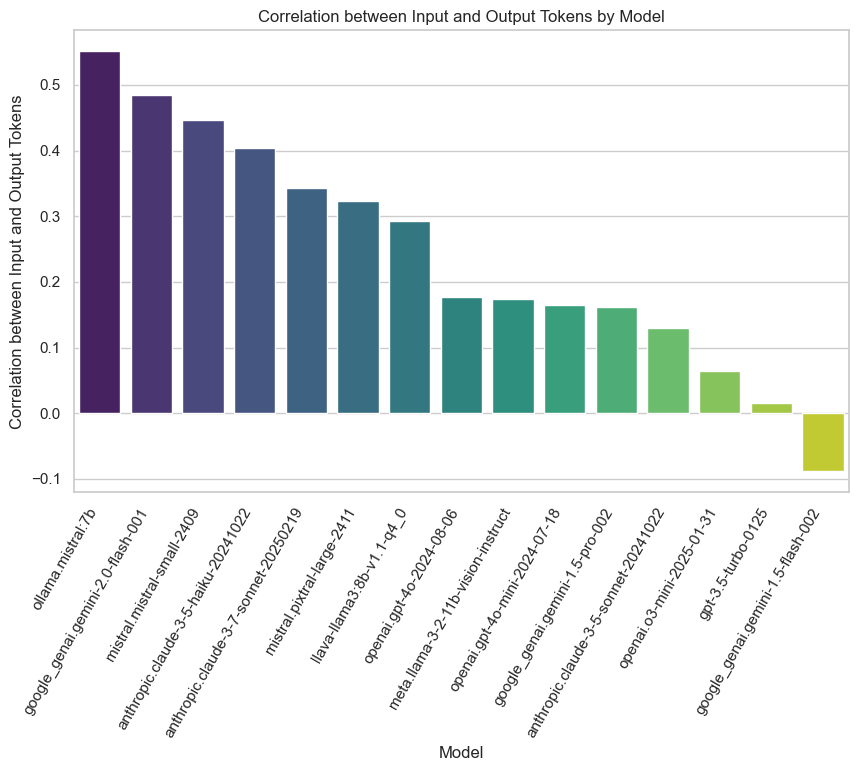 Correlation between Input and Output Tokens by Model
Correlation between Input and Output Tokens
0.5
0.4
0.3
0.2
0.1
0.0
−0.1
ollama.mistral:7b
google_genai.gemini-2.0-flash-001
mistral.mistral-small-2409
anthropic.claude-3-5-haiku-20241022
anthropic.claude-3-7-sonnet-20250219
mistral.pixtral-large-2411
llava-llama3:8b-v1.1-q4_0
openai.gpt-4o-2024-08-06
meta.llama-3-2-11b-vision-instruct
openai.gpt-4o-mini-2024-07-18
google_genai.gemini-1.5-pro-002
anthropic.claude-3-5-sonnet-20241022
openai.o3-mini-2025-01-31
gpt-3.5-turbo-0125
google_genai.gemini-1.5-flash-002
Model